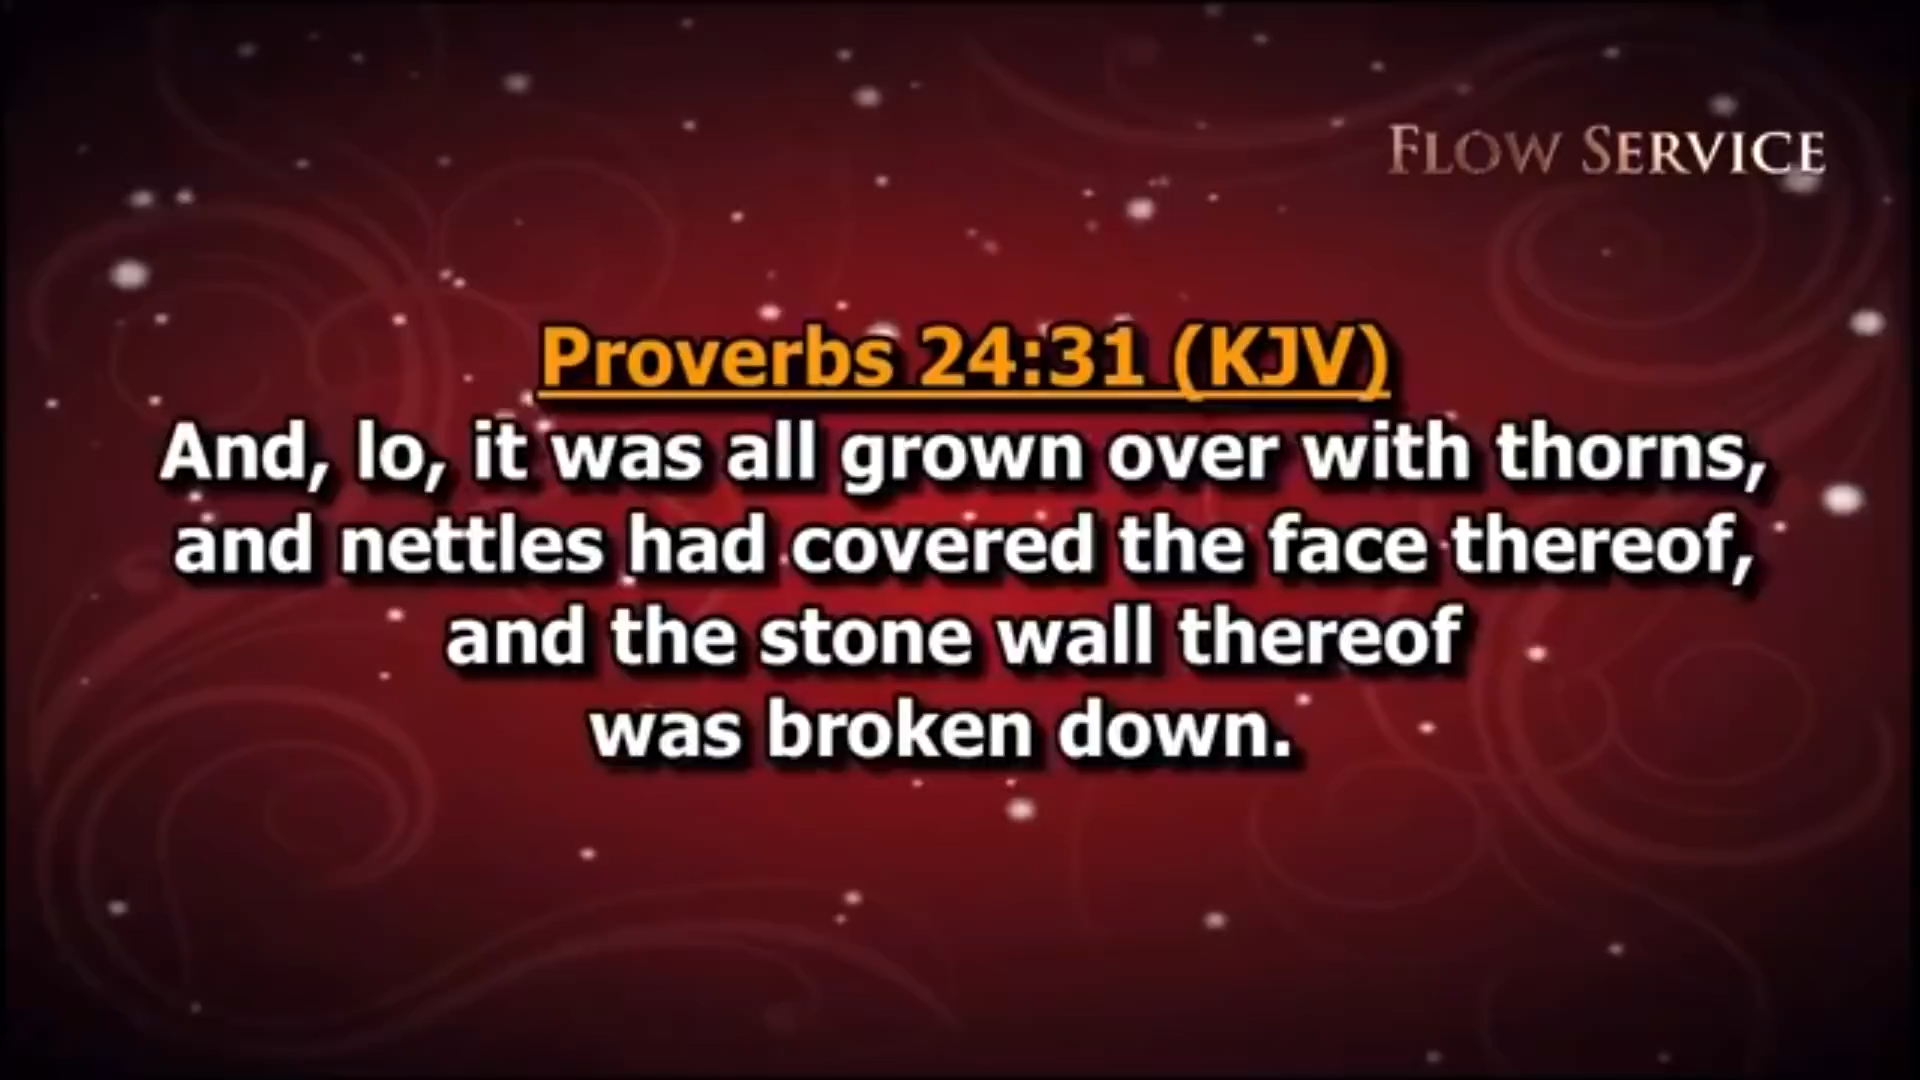 FLOW SERVICE
Proverbs 24:31 (KJV)
And, lo, it was all grown over with thorns,
and nettles had covered the face thereof,
and the stone wall thereof
was broken down.